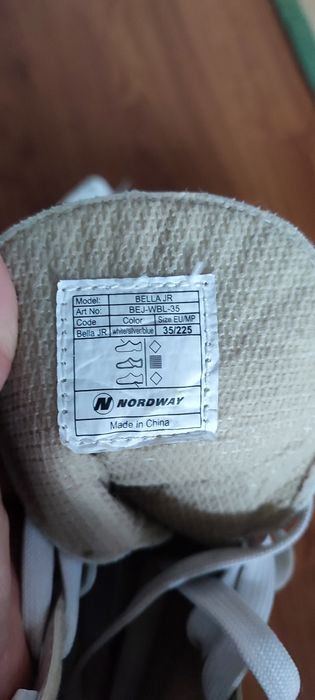 Model: BELLA JR
Art No: BEJ-WBL-35
Code Color Size EU/MP
Bella JR white/silver/blue 35/225
N NORDWAY
Made in China